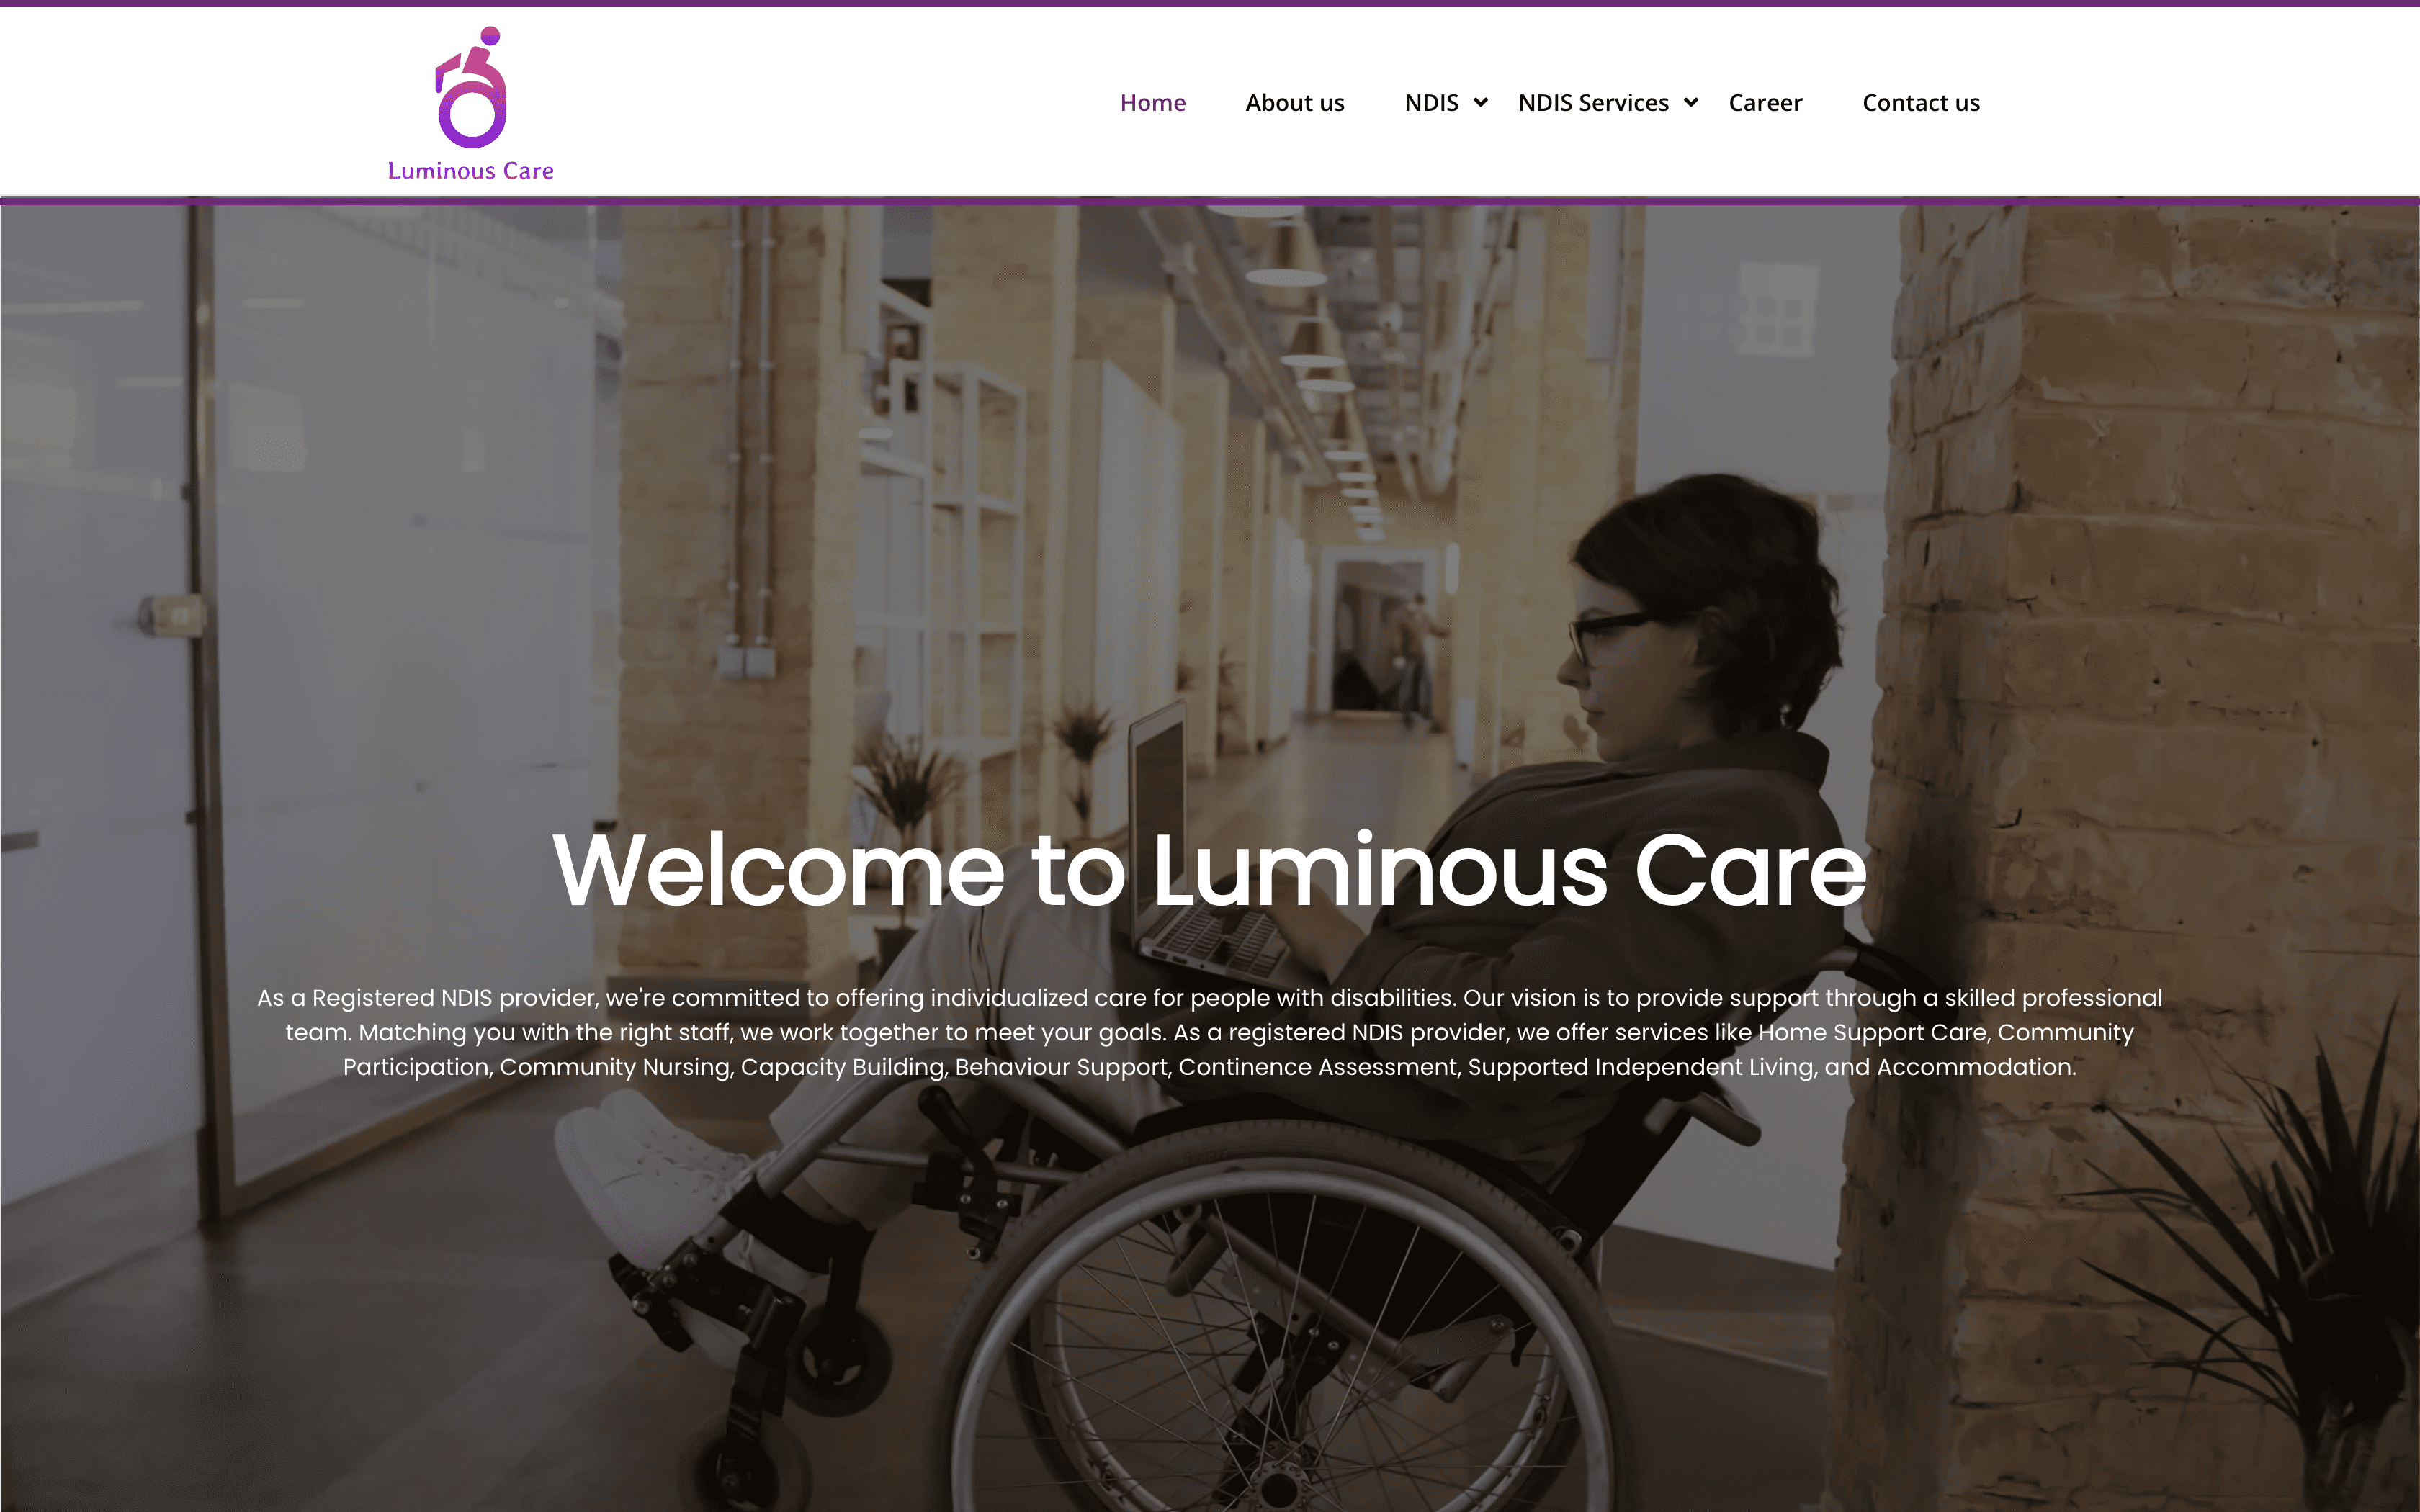 Luminous Care
Home About us NDIS NDIS Services Career Contact us
Welcome to Luminous Care
As a Registered NDIS provider, we're committed to offering individualized care for people with disabilities. Our vision is to provide support through a skilled professional
team. Matching you with the right staff, we work together to meet your goals. As a registered NDIS provider, we offer services like Home Support Care, Community
Participation, Community Nursing, Capacity Building, Behaviour Support, Continence Assessment, Supported Independent Living, and Accommodation.